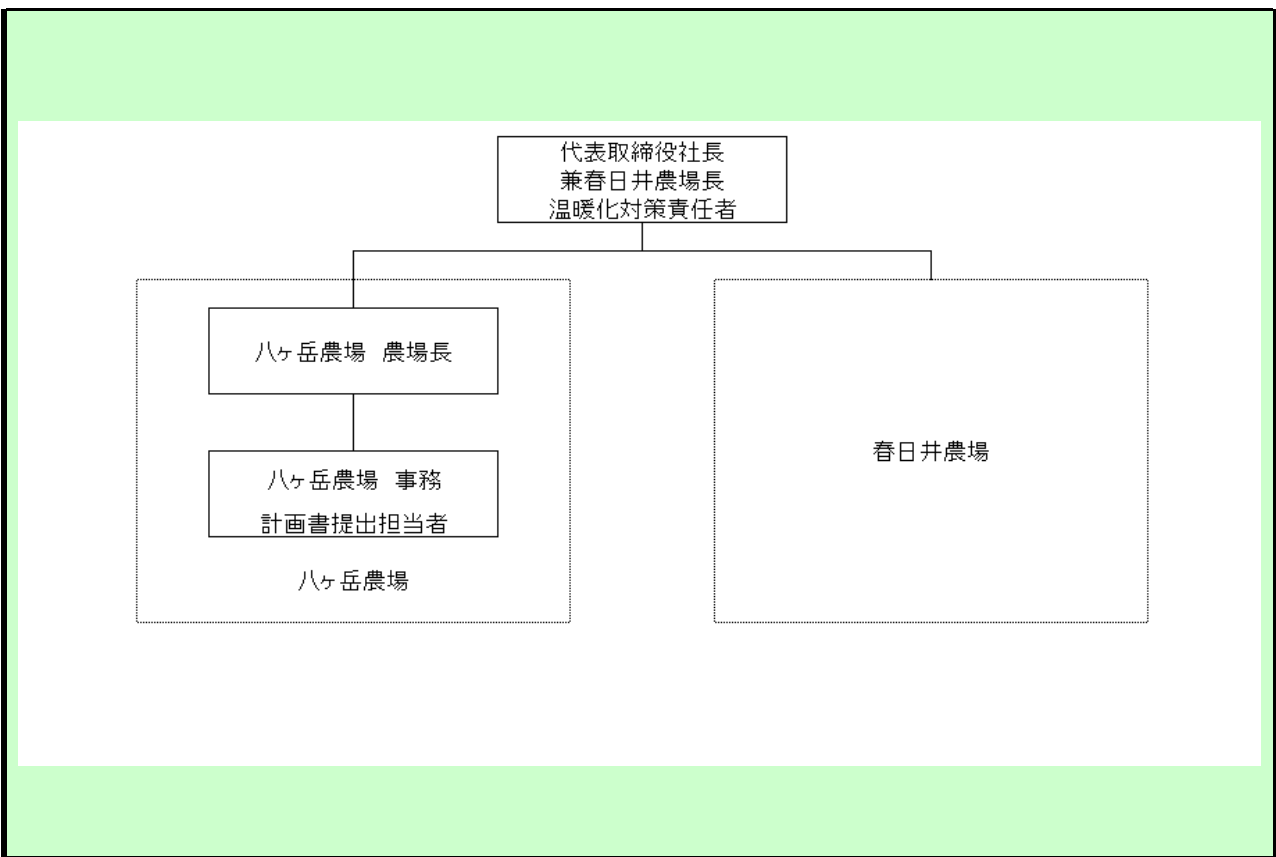 代表取締役社長
兼春日井農場長
温暖化対策責任者
八ヶ岳農場 農場長
八ヶ岳農場 事務
計画書提出担当者
八ヶ岳農場
春日井農場